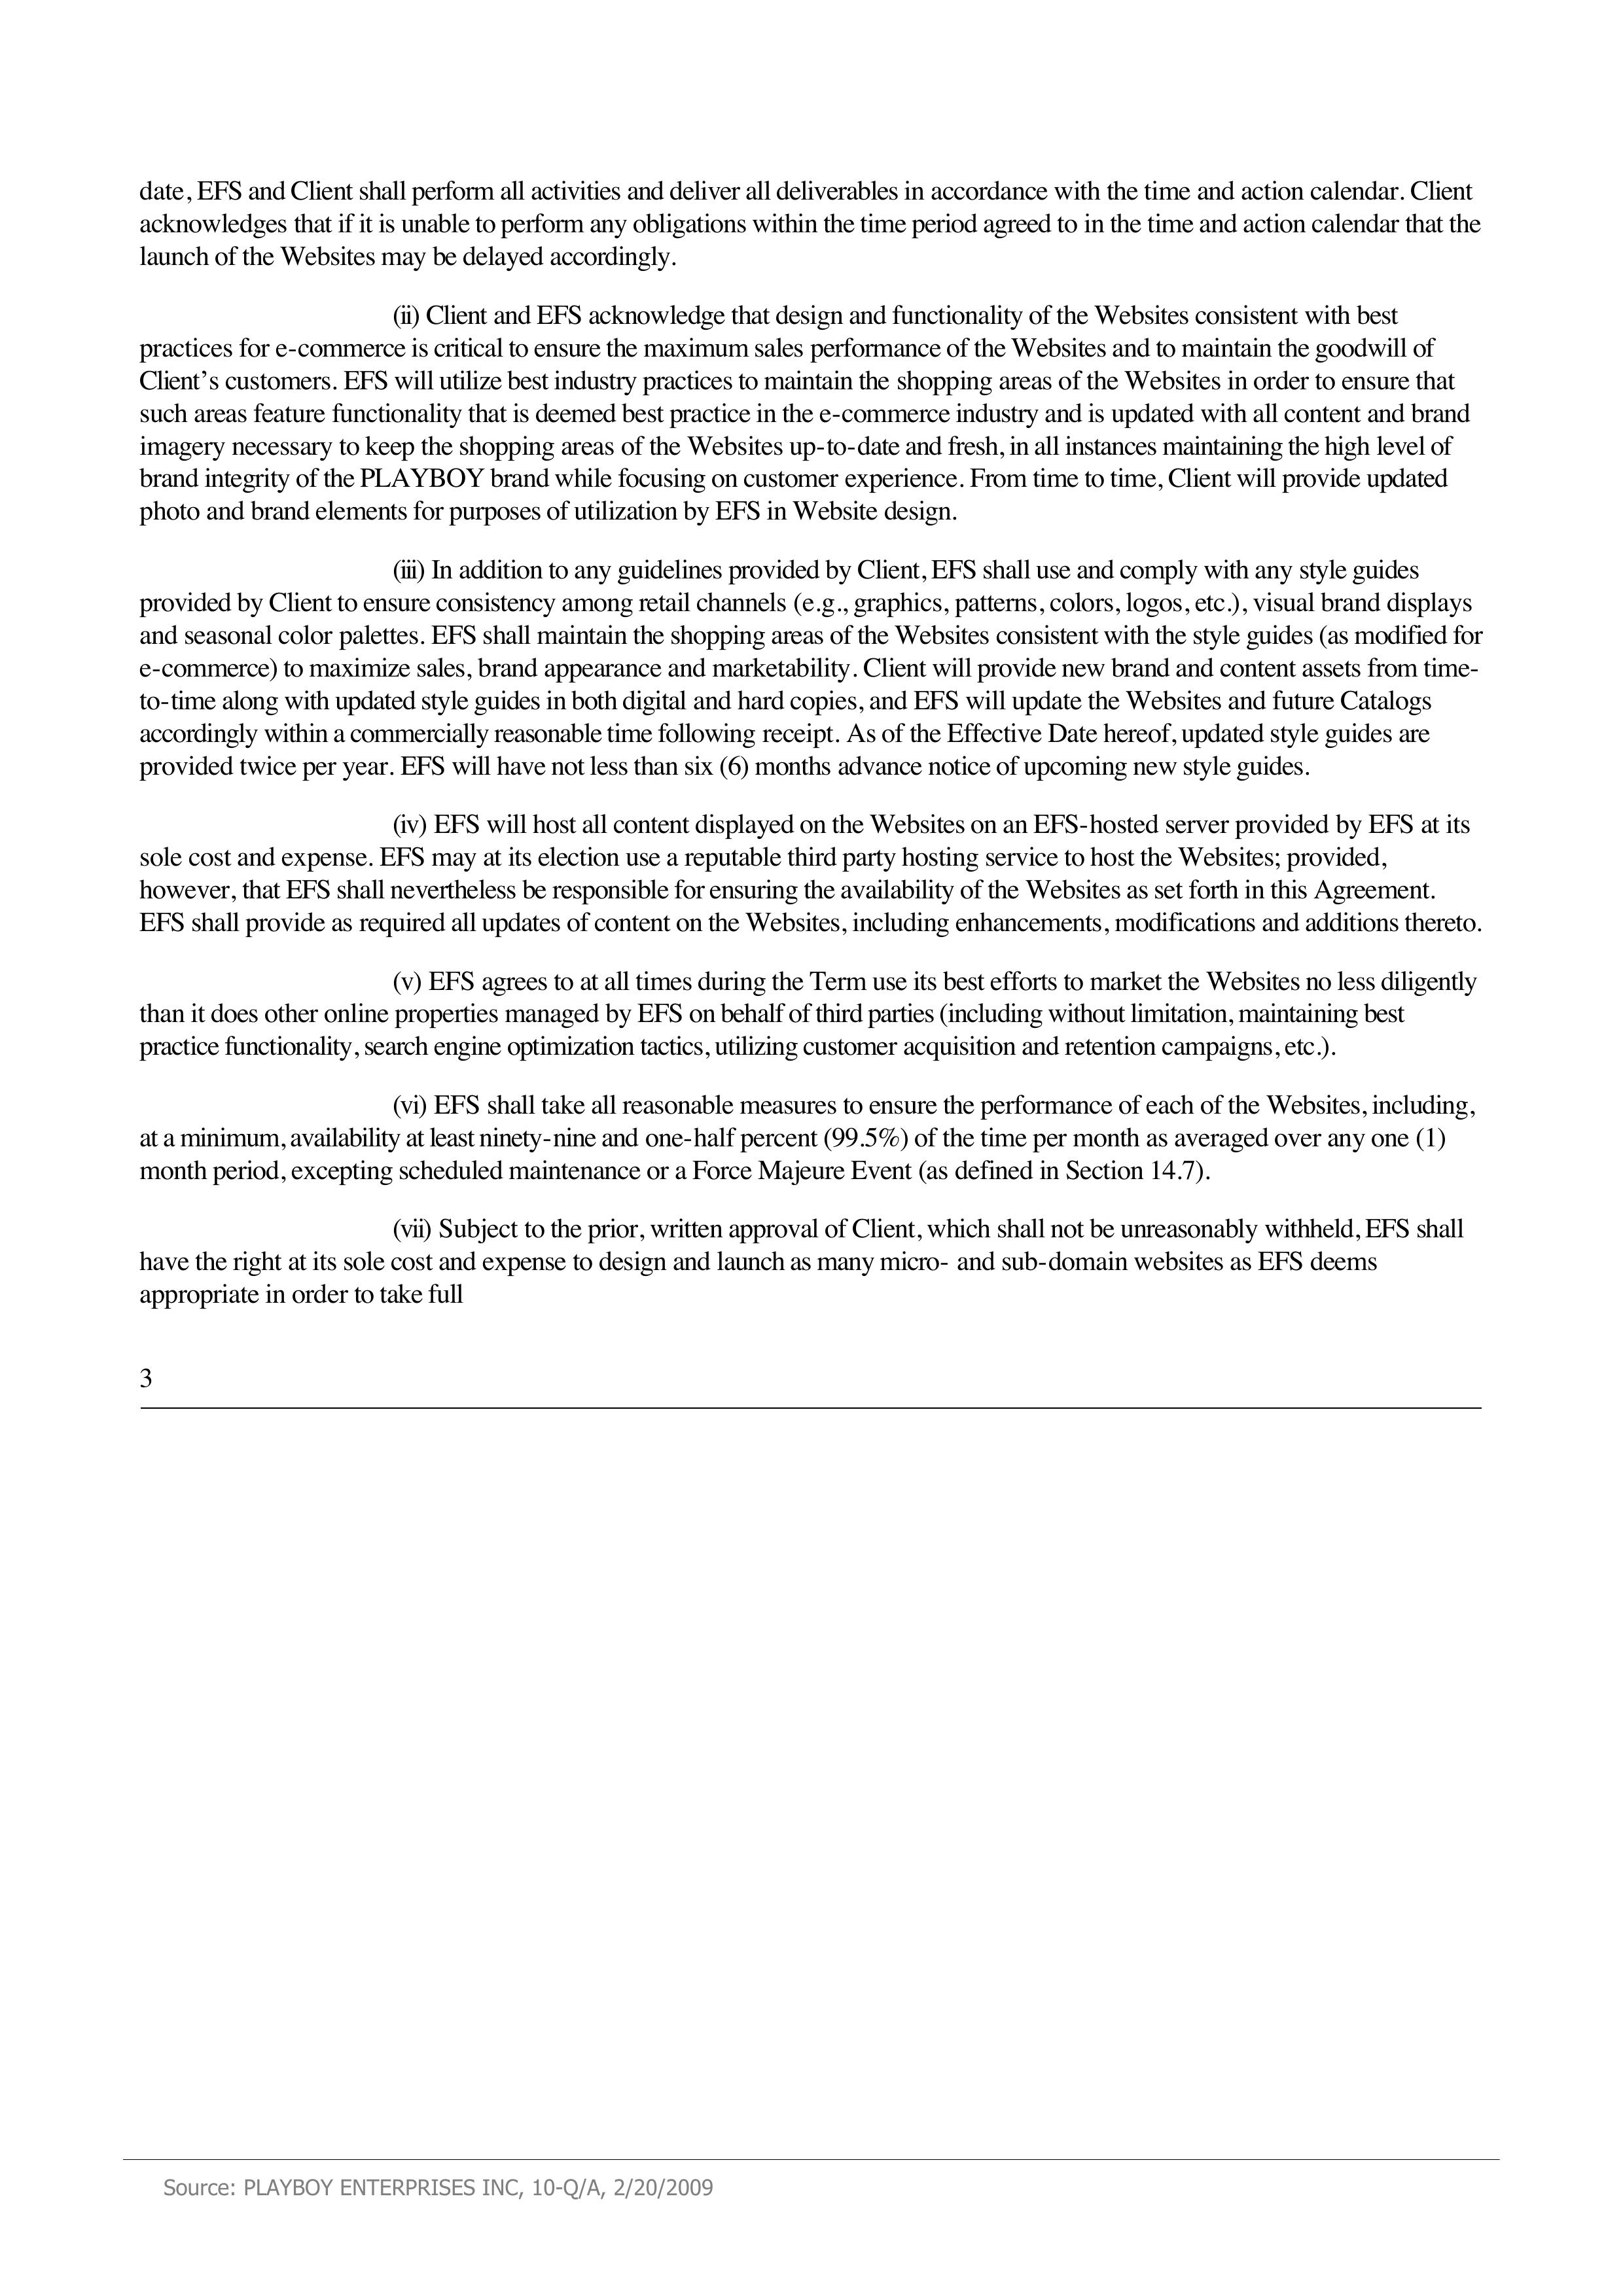 date, EFS and Client shall perform all activities and deliver all deliverables in accordance with the time and action calendar. Client
acknowledges that if it is unable to perform any obligations within the time period agreed to in the time and action calendar that the
launch of the Websites may be delayed accordingly.
(ii) Client and EFS acknowledge that design and functionality of the Websites consistent with best
practices for e-commerce is critical to ensure the maximum sales performance of the Websites and to maintain the goodwill of
Client’s customers. EFS will utilize best industry practices to maintain the shopping areas of the Websites in order to ensure that
such areas feature functionality that is deemed best practice in the e-commerce industry and is updated with all content and brand
imagery necessary to keep the shopping areas of the Websites up-to-date and fresh, in all instances maintaining the high level of
brand integrity of the PLAYBOY brand while focusing on customer experience. From time to time, Client will provide updated
photo and brand elements for purposes of utilization by EFS in Website design.
(iii) In addition to any guidelines provided by Client, EFS shall use and comply with any style guides
provided by Client to ensure consistency among retail channels (e.g., graphics, patterns, colors, logos, etc.), visual brand displays
and seasonal color palettes. EFS shall maintain the shopping areas of the Websites consistent with the style guides (as modified for
e-commerce) to maximize sales, brand appearance and marketability. Client will provide new brand and content assets from time-
to-time along with updated style guides in both digital and hard copies, and EFS will update the Websites and future Catalogs
accordingly within a commercially reasonable time following receipt. As of the Effective Date hereof, updated style guides are
provided twice per year. EFS will have not less than six (6) months advance notice of upcoming new style guides.
(iv) EFS will host all content displayed on the Websites on an EFS-hosted server provided by EFS at its
sole cost and expense. EFS may at its election use a reputable third party hosting service to host the Websites; provided,
however, that EFS shall nevertheless be responsible for ensuring the availability of the Websites as set forth in this Agreement.
EFS shall provide as required all updates of content on the Websites, including enhancements, modifications and additions thereto.
(v) EFS agrees to at all times during the Term use its best efforts to market the Websites no less diligently
than it does other online properties managed by EFS on behalf of third parties (including without limitation, maintaining best
practice functionality, search engine optimization tactics, utilizing customer acquisition and retention campaigns, etc.).
(vi) EFS shall take all reasonable measures to ensure the performance of each of the Websites, including,
at a minimum, availability at least ninety-nine and one-half percent (99.5%) of the time per month as averaged over any one (1)
month period, excepting scheduled maintenance or a Force Majeure Event (as defined in Section 14.7).
(vii) Subject to the prior, written approval of Client, which shall not be unreasonably withheld, EFS shall
have the right at its sole cost and expense to design and launch as many micro- and sub-domain websites as EFS deems
appropriate in order to take full
3
Source: PLAYBOY ENTERPRISES INC, 10-Q/A, 2/20/2009